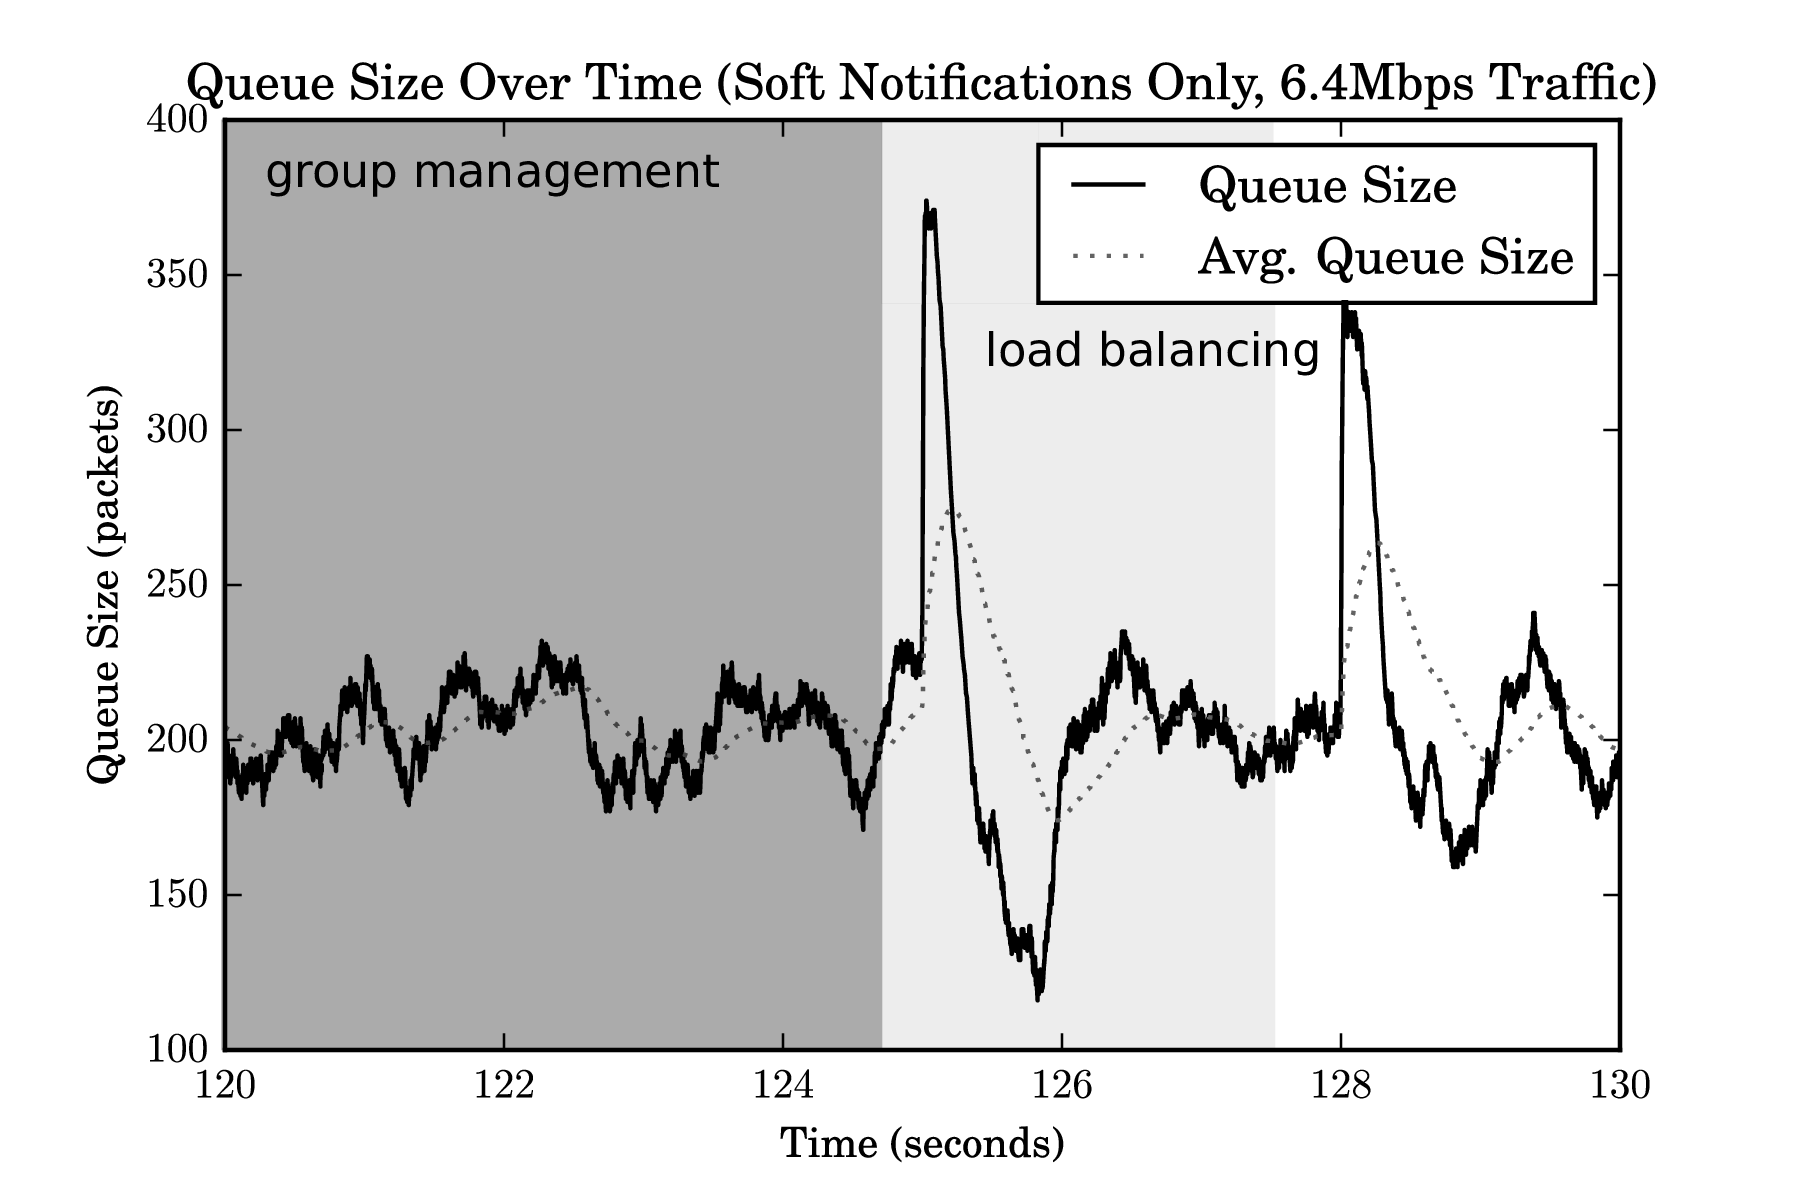 Queue Size Over Time (Soft Notifications Only, 6.4Mbps Traffic)
400
group management
Queue Size
Avg. Queue Size
350
load balancing
300
250
200
150
100
Queue Size (packets)
120 122 124 126 128 130
Time (seconds)